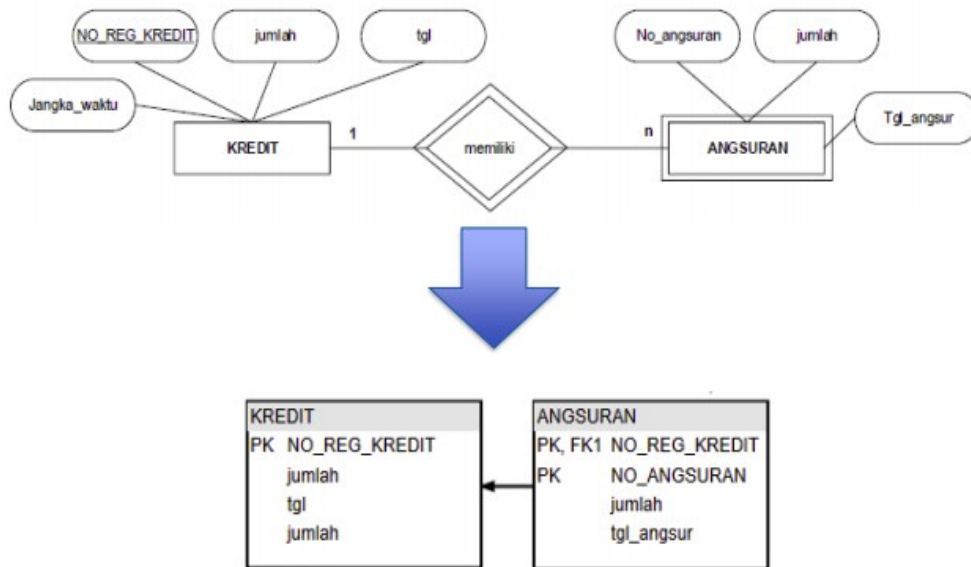 NO_REG_KREDIT
jumlah
tgl
No_angsuran
jumlah
Jangka_waktu
Tgl_angsur
KREDIT
1
memiliki
n
ANGSURAN
KREDIT
PK NO_REG_KREDIT
jumlah
tgl
jumlah
ANGSURAN
PK, FK1 NO_REG_KREDIT
PK NO_ANGSURAN
jumlah
tgl_angsur